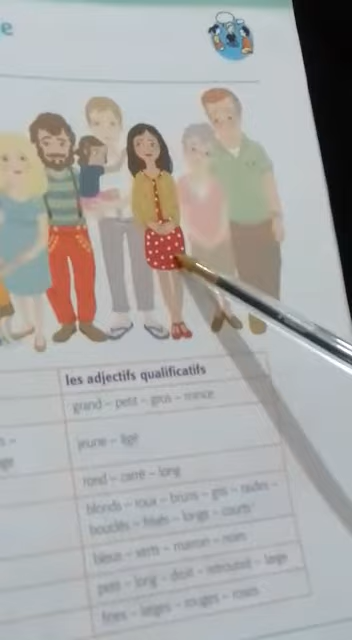 e
les adjectifs qualificatifs
grand – petit – gros – mince
s –
jeune – âgé
ge
rond – carré – long
blonds – roux – bruns – gris – raides –
bouclés – frisés – longs – courts
bleus – verts – marron – noirs
petit – long – droit – retroussé – large
fines – larges – rouges – roses